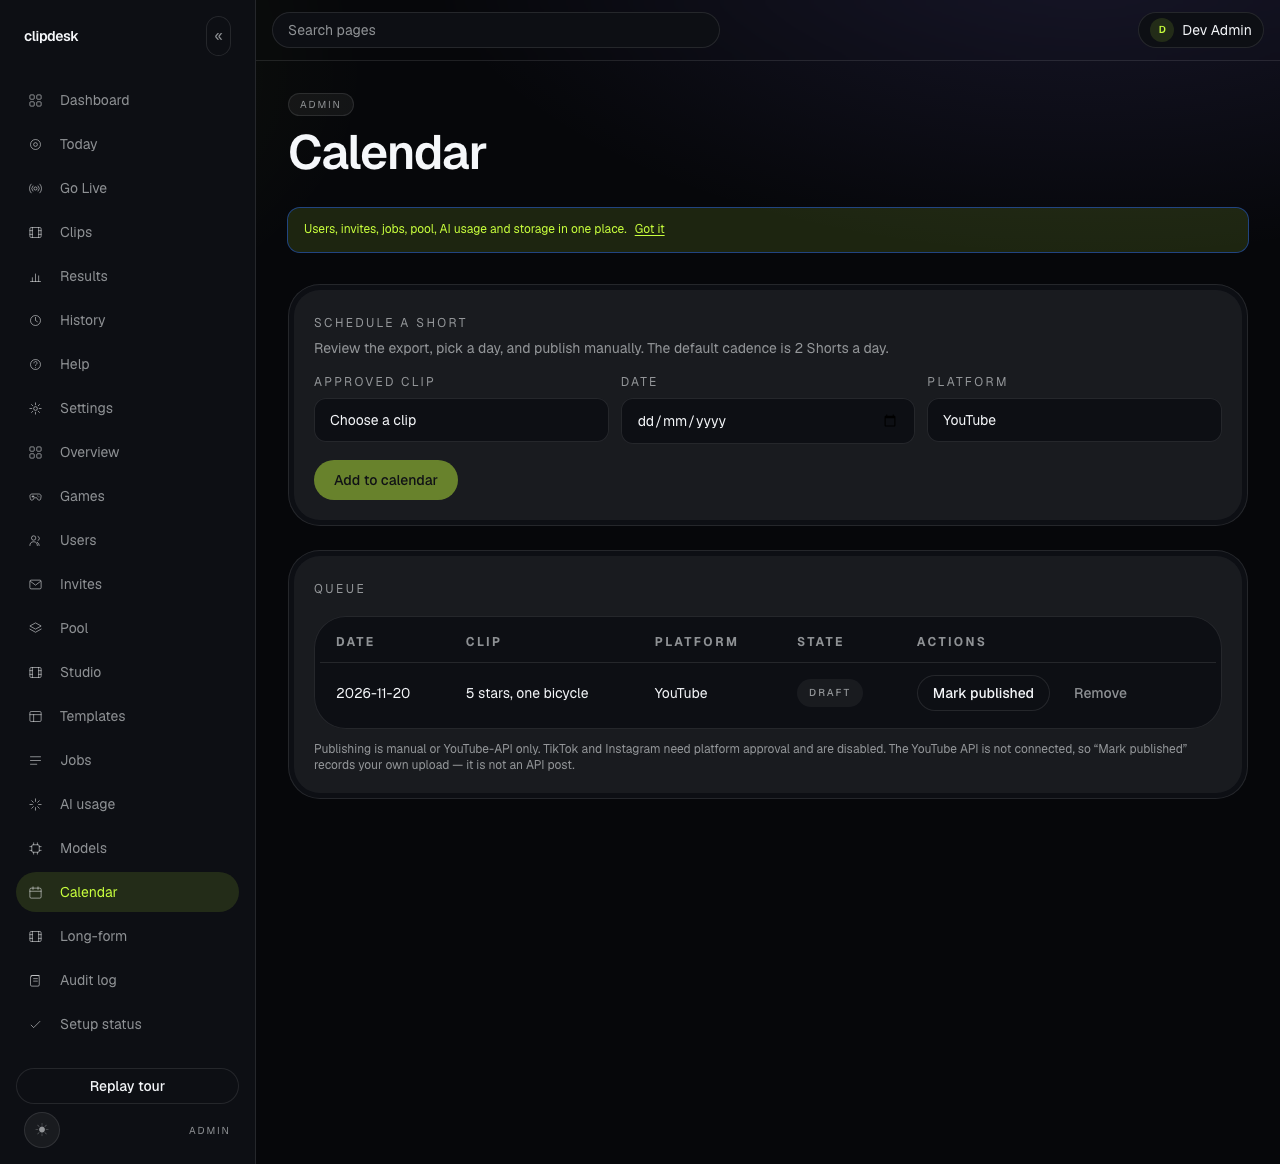 clipdesk
«
Search pages
D
Dev Admin
Dashboard
Today
Go Live
Clips
Results
History
Help
Settings
Overview
Games
Users
Invites
Pool
Studio
Templates
Jobs
AI usage
Models
Calendar
Long-form
Audit log
Setup status
Replay tour
ADMIN
ADMIN
Calendar
Users, invites, jobs, pool, AI usage and storage in one place. Got it
SCHEDULE A SHORT
Review the export, pick a day, and publish manually. The default cadence is 2 Shorts a day.
APPROVED CLIP DATE PLATFORM
Choose a clip dd/mm/yyyy YouTube
Add to calendar
QUEUE
DATE CLIP PLATFORM STATE ACTIONS
2026-11-20 5 stars, one bicycle YouTube DRAFT Mark published Remove
Publishing is manual or YouTube-API only. TikTok and Instagram need platform approval and are disabled. The YouTube API is not connected, so “Mark published”
records your own upload — it is not an API post.